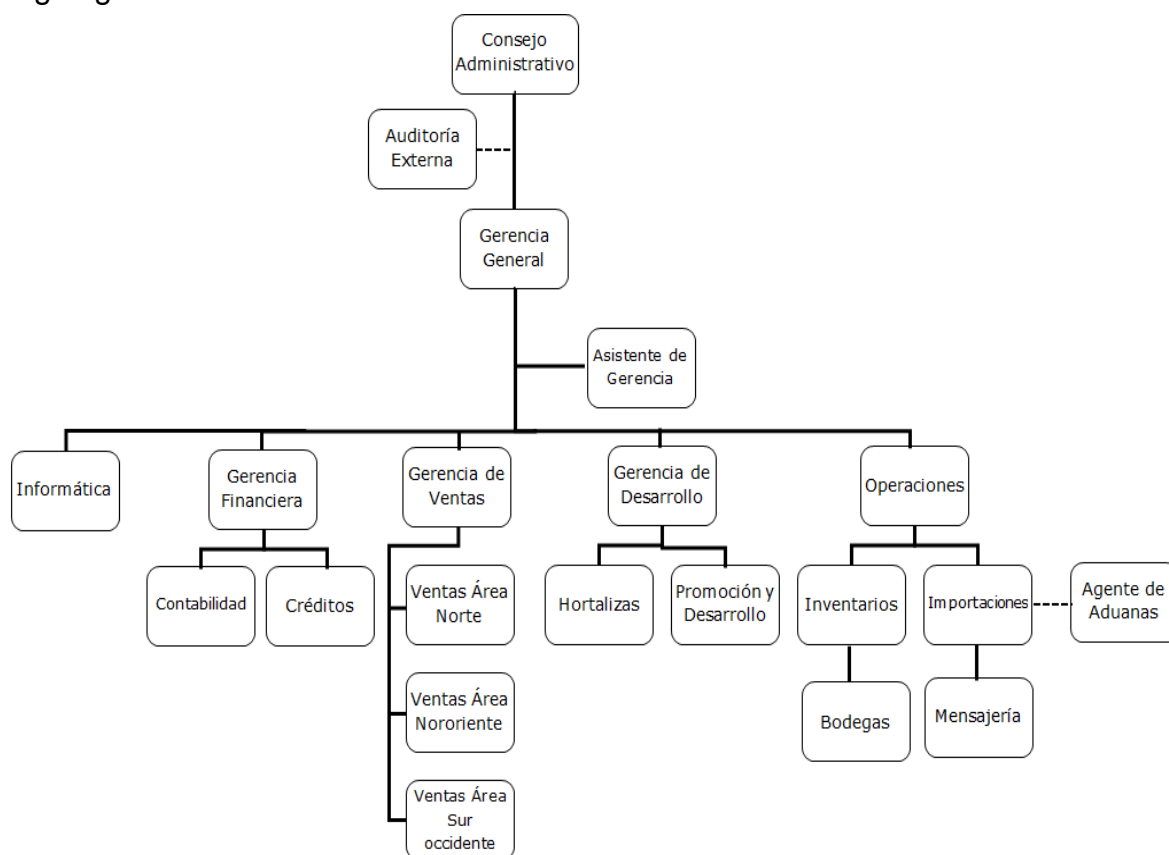 Consejo
Administrativo
Auditoría
Externa
Gerencia
General
Asistente de
Gerencia
Informática
Gerencia
Financiera
Gerencia de
Ventas
Gerencia de
Desarrollo
Operaciones
Contabilidad
Créditos
Ventas Área
Norte
Hortalizas
Promoción y
Desarrollo
Inventarios
Importaciones
Agente de
Aduanas
Ventas Área
Nororiente
Bodegas
Mensajería
Ventas Área
Sur
occidente